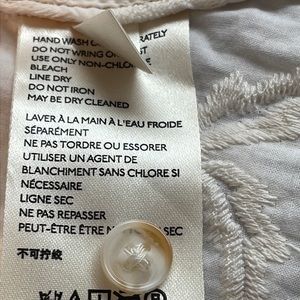 HAND WASH RATELY
DO NOT WRING O
USE ONLY NON-CHLO
BLEACH
LINE DRY
DO NOT IRON
MAY BE DRY CLEANED
LAVER À LA MAIN À L'EAU FROIDE
SÉPARÉMENT
NE PAS TORDRE OU ESSORER
UTILISER UN AGENT DE
BLANCHIMENT SANS CHLORE SI
NÉCESSAIRE
LIGNE SEC
NE PAS REPASSER
PEUT-ÊTRE ÊTRE N SEC
不可拧绞